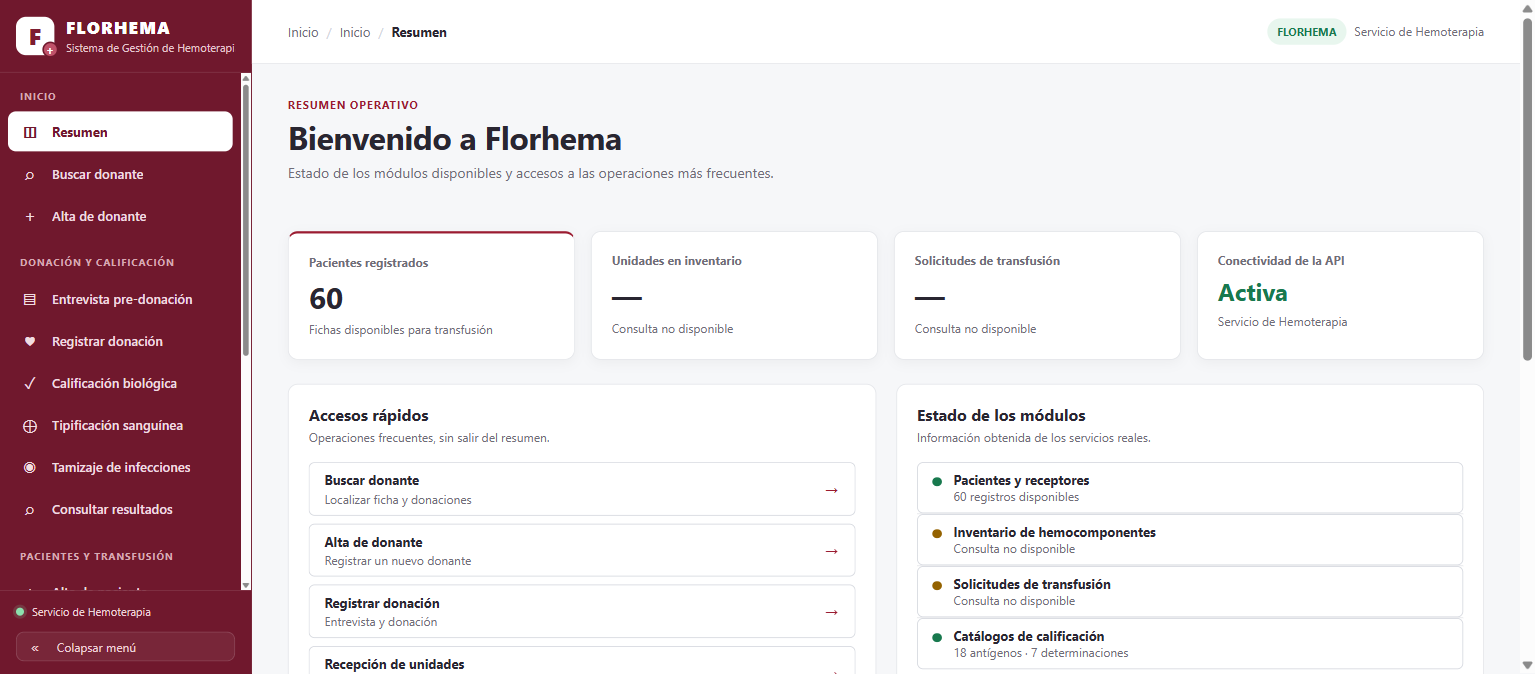 F
FLORHEMA
Sistema de Gestión de Hemoterapi
INICIO
Resumen
Buscar donante
+ Alta de donante
DONACIÓN Y CALIFICACIÓN
Entrevista pre-donación
Registrar donación
Calificación biológica
Tipificación sanguínea
Tamizaje de infecciones
Consultar resultados
PACIENTES Y TRANSFUSIÓN
Servicio de Hemoterapia
« Colapsar menú
Inicio / Inicio / Resumen
FLORHEMA Servicio de Hemoterapia
RESUMEN OPERATIVO
Bienvenido a Florhema
Estado de los módulos disponibles y accesos a las operaciones más frecuentes.
Pacientes registrados
60
Fichas disponibles para transfusión
Unidades en inventario
—
Consulta no disponible
Solicitudes de transfusión
—
Consulta no disponible
Conectividad de la API
Activa
Servicio de Hemoterapia
Accesos rápidos
Operaciones frecuentes, sin salir del resumen.
Buscar donante
Localizar ficha y donaciones
→
Alta de donante
Registrar un nuevo donante
→
Registrar donación
Entrevista y donación
→
Recepción de unidades
Estado de los módulos
Información obtenida de los servicios reales.
Pacientes y receptores
60 registros disponibles
Inventario de hemocomponentes
Consulta no disponible
Solicitudes de transfusión
Consulta no disponible
Catálogos de calificación
18 antígenos · 7 determinaciones